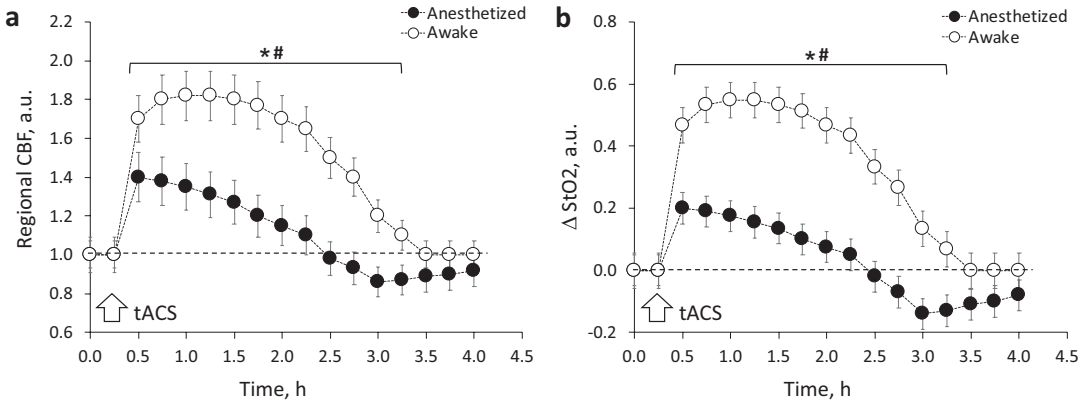 a
Anesthetized
Awake
*#
Regional CBF, a.u.
2.2
2.0
1.8
1.6
1.4
1.2
1.0
0.8
0.6
tACS
0.0 0.5 1.0 1.5 2.0 2.5 3.0 3.5 4.0 4.5
Time, h
b
Anesthetized
Awake
*#
Δ StO2, a.u.
0.8
0.6
0.4
0.2
0.0
-0.2
tACS
0.0 0.5 1.0 1.5 2.0 2.5 3.0 3.5 4.0 4.5
Time, h